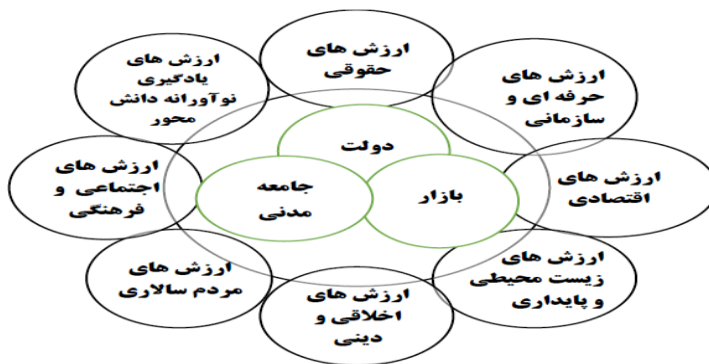 ارزش های
حقوقی
ارزش های
حرفه ای و
سازمانی
ارزش های
اقتصادی
ارزش های
زیست محیطی
و پایداری
ارزش های
اخلاقی و
دینی
ارزش های
مردم سالاری
ارزش های
اجتماعی و
فرهنگی
ارزش های
یادگیری
نوآورانه دانش
محور
دولت
بازار
جامعه
مدنی